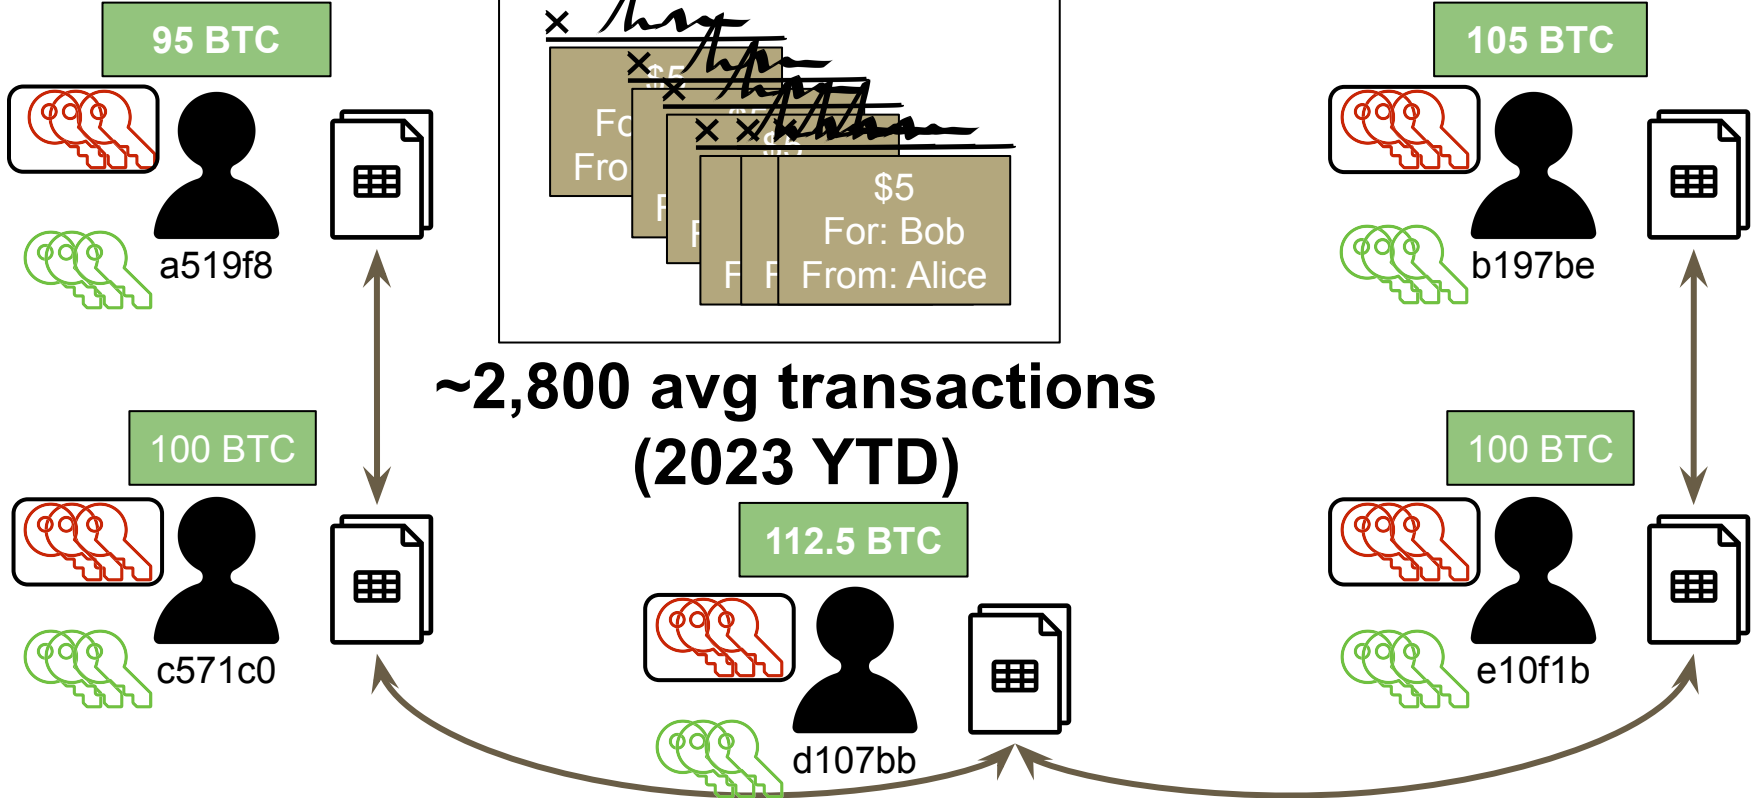 95 BTC
105 BTC
$5
For: Bob
From: Alice
a519f8
b197be
~2,800 avg transactions
(2023 YTD)
100 BTC
100 BTC
112.5 BTC
c571c0
e10f1b
d107bb